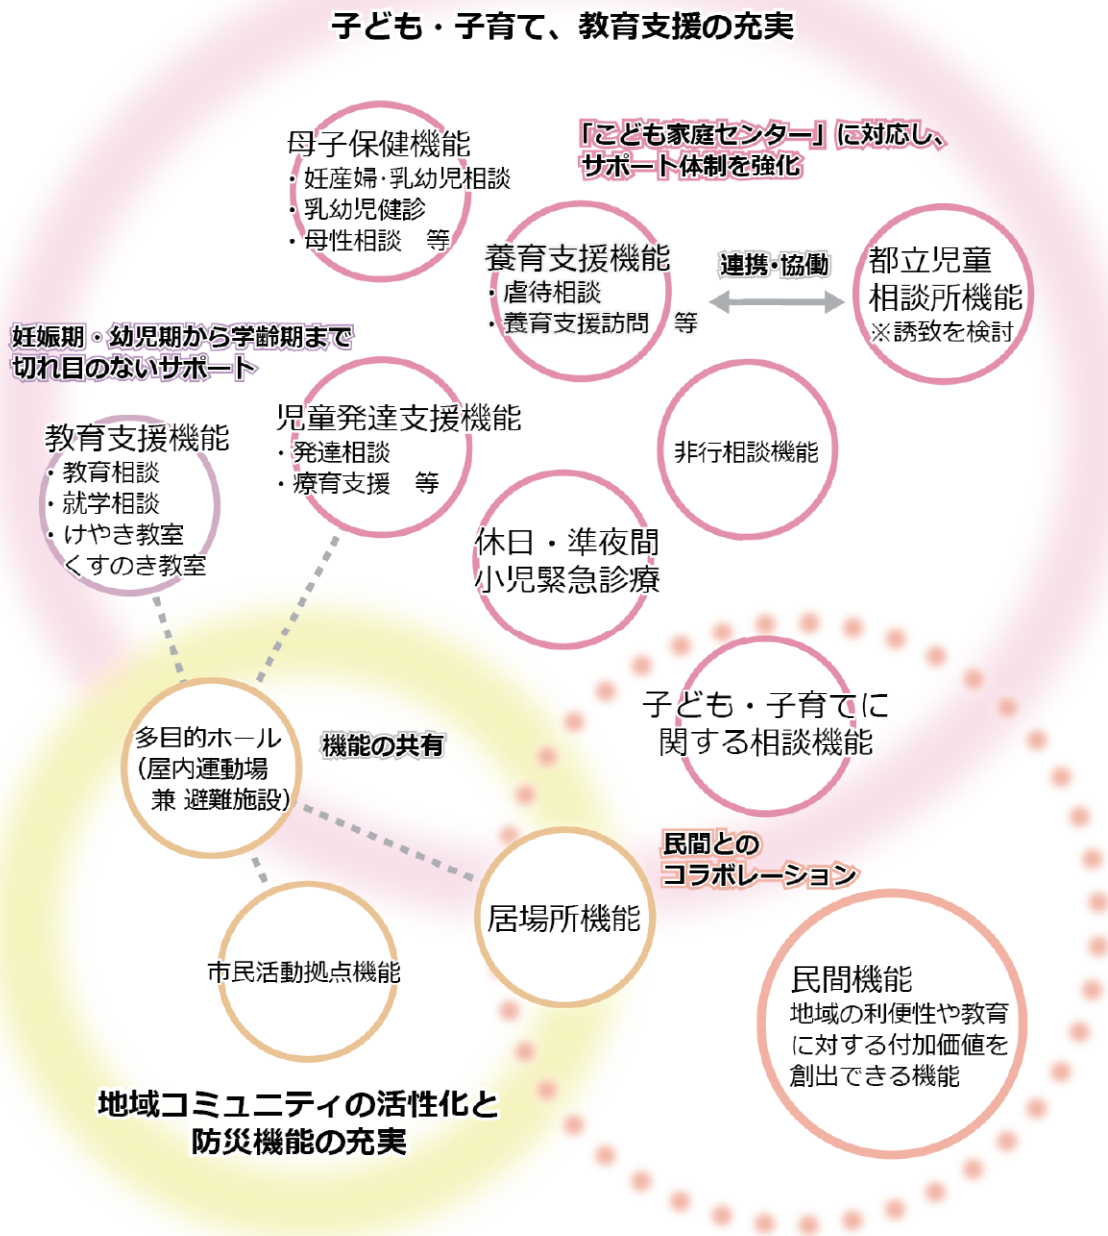 子ども・子育て、教育支援の充実
母子保健機能
・妊産婦・乳幼児相談
・乳幼児健診
・母性相談　等
「こども家庭センター」に対応し、
サポート体制を強化
養育支援機能
・虐待相談
・養育支援訪問　等
連携・協働
都立児童
相談所機能
※誘致を検討
妊娠期・幼児期から学齢期まで
切れ目のないサポート
教育支援機能
・教育相談
・就学相談
・けやき教室
くすのき教室
児童発達支援機能
・発達相談
・療育支援　等
非行相談機能
休日・準夜間
小児緊急診療
子ども・子育てに
関する相談機能
多目的ホール
(屋内運動場
兼 避難施設)
機能の共有
民間との
コラボレーション
居場所機能
市民活動拠点機能
民間機能
地域の利便性や教育
に対する付加価値を
創出できる機能
地域コミュニティの活性化と
防災機能の充実